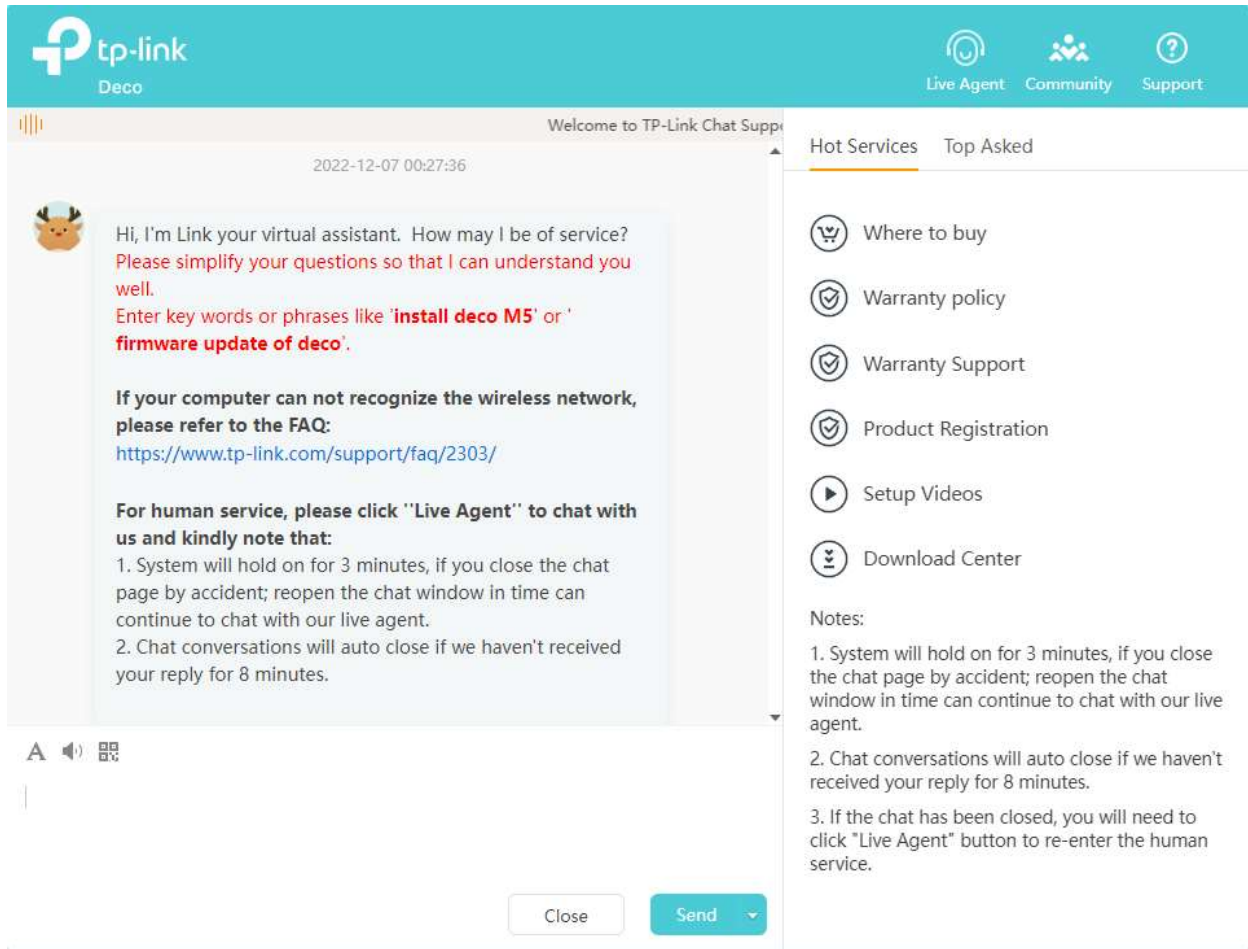 tp-link
Deco
Live Agent
Community
Support
Welcome to TP-Link Chat Supp
2022-12-07 00:27:36
Hi, I'm Link your virtual assistant.  How may I be of service?
Please simplify your questions so that I can understand you
well.
Enter key words or phrases like 'install deco M5' or '
firmware update of deco'.
If your computer can not recognize the wireless network,
please refer to the FAQ:
https://www.tp-link.com/support/faq/2303/
For human service, please click ''Live Agent'' to chat with
us and kindly note that:
1. System will hold on for 3 minutes, if you close the chat
page by accident; reopen the chat window in time can
continue to chat with our live agent.
2. Chat conversations will auto close if we haven't received
your reply for 8 minutes.
A
Close
Send
Hot Services
Top Asked
Where to buy
Warranty policy
Warranty Support
Product Registration
Setup Videos
Download Center
Notes:
1. System will hold on for 3 minutes, if you close
the chat page by accident; reopen the chat
window in time can continue to chat with our live
agent.
2. Chat conversations will auto close if we haven't
received your reply for 8 minutes.
3. If the chat has been closed, you will need to
click "Live Agent" button to re-enter the human
service.